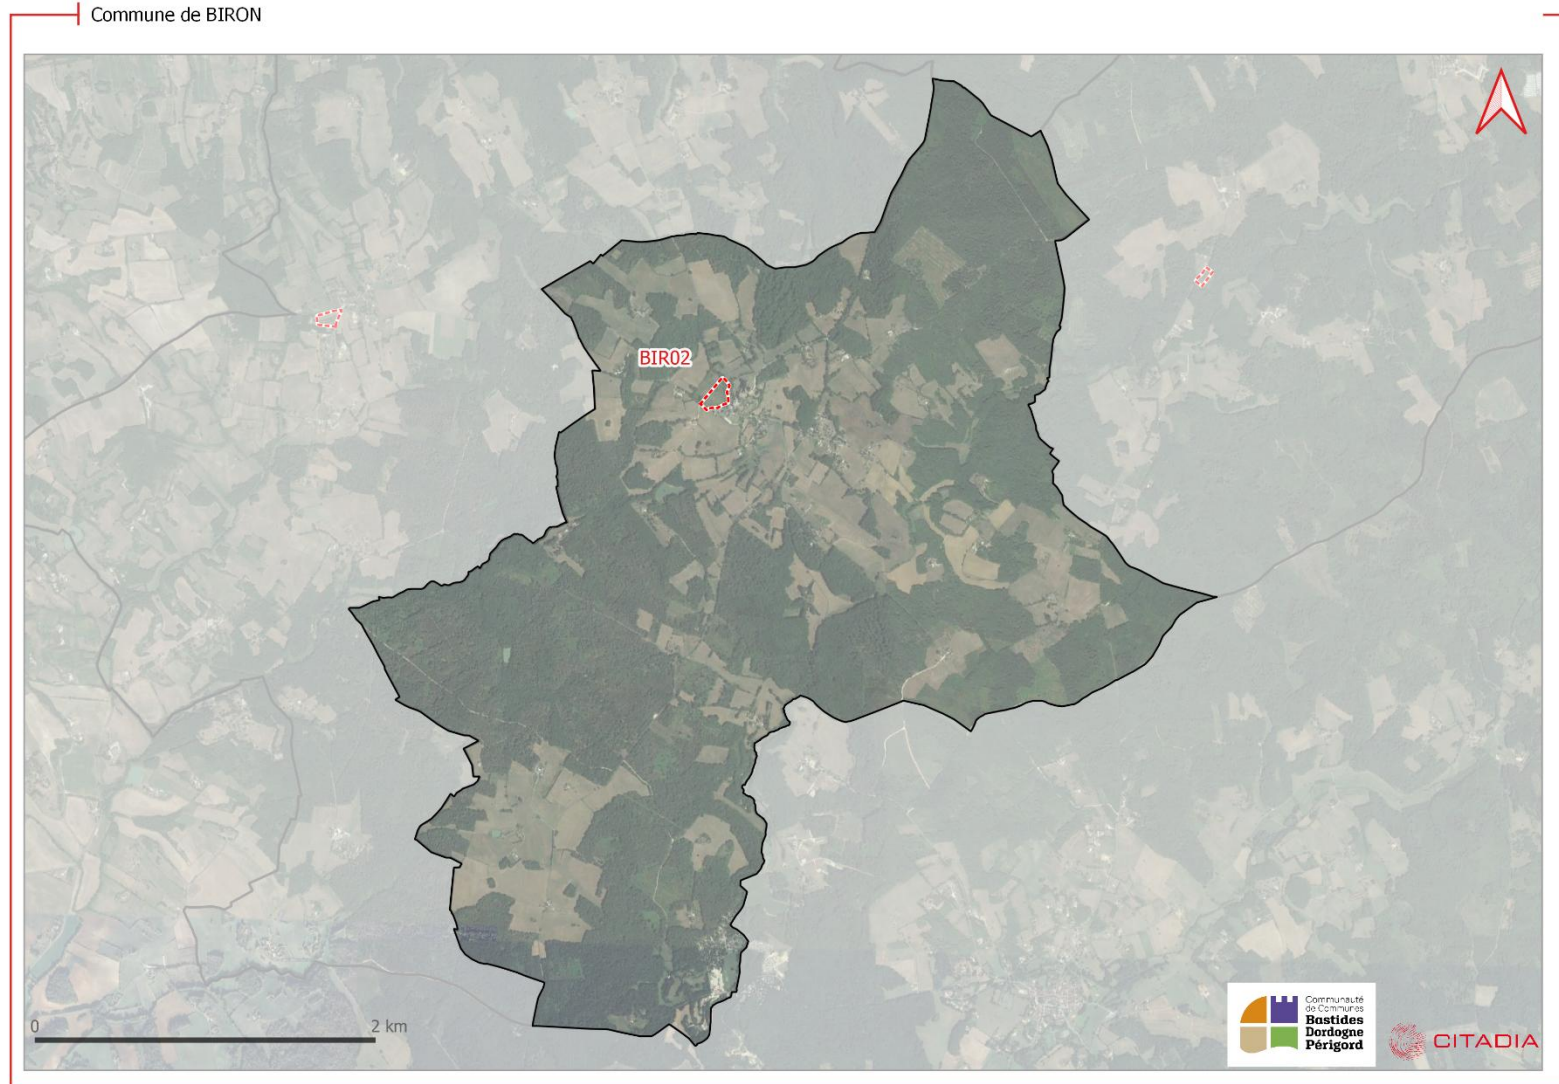 Commune de BIRON
BIR02
0 2 km
Communauté
de Communes
Bastides
Dordogne
Périgord
CITADIA